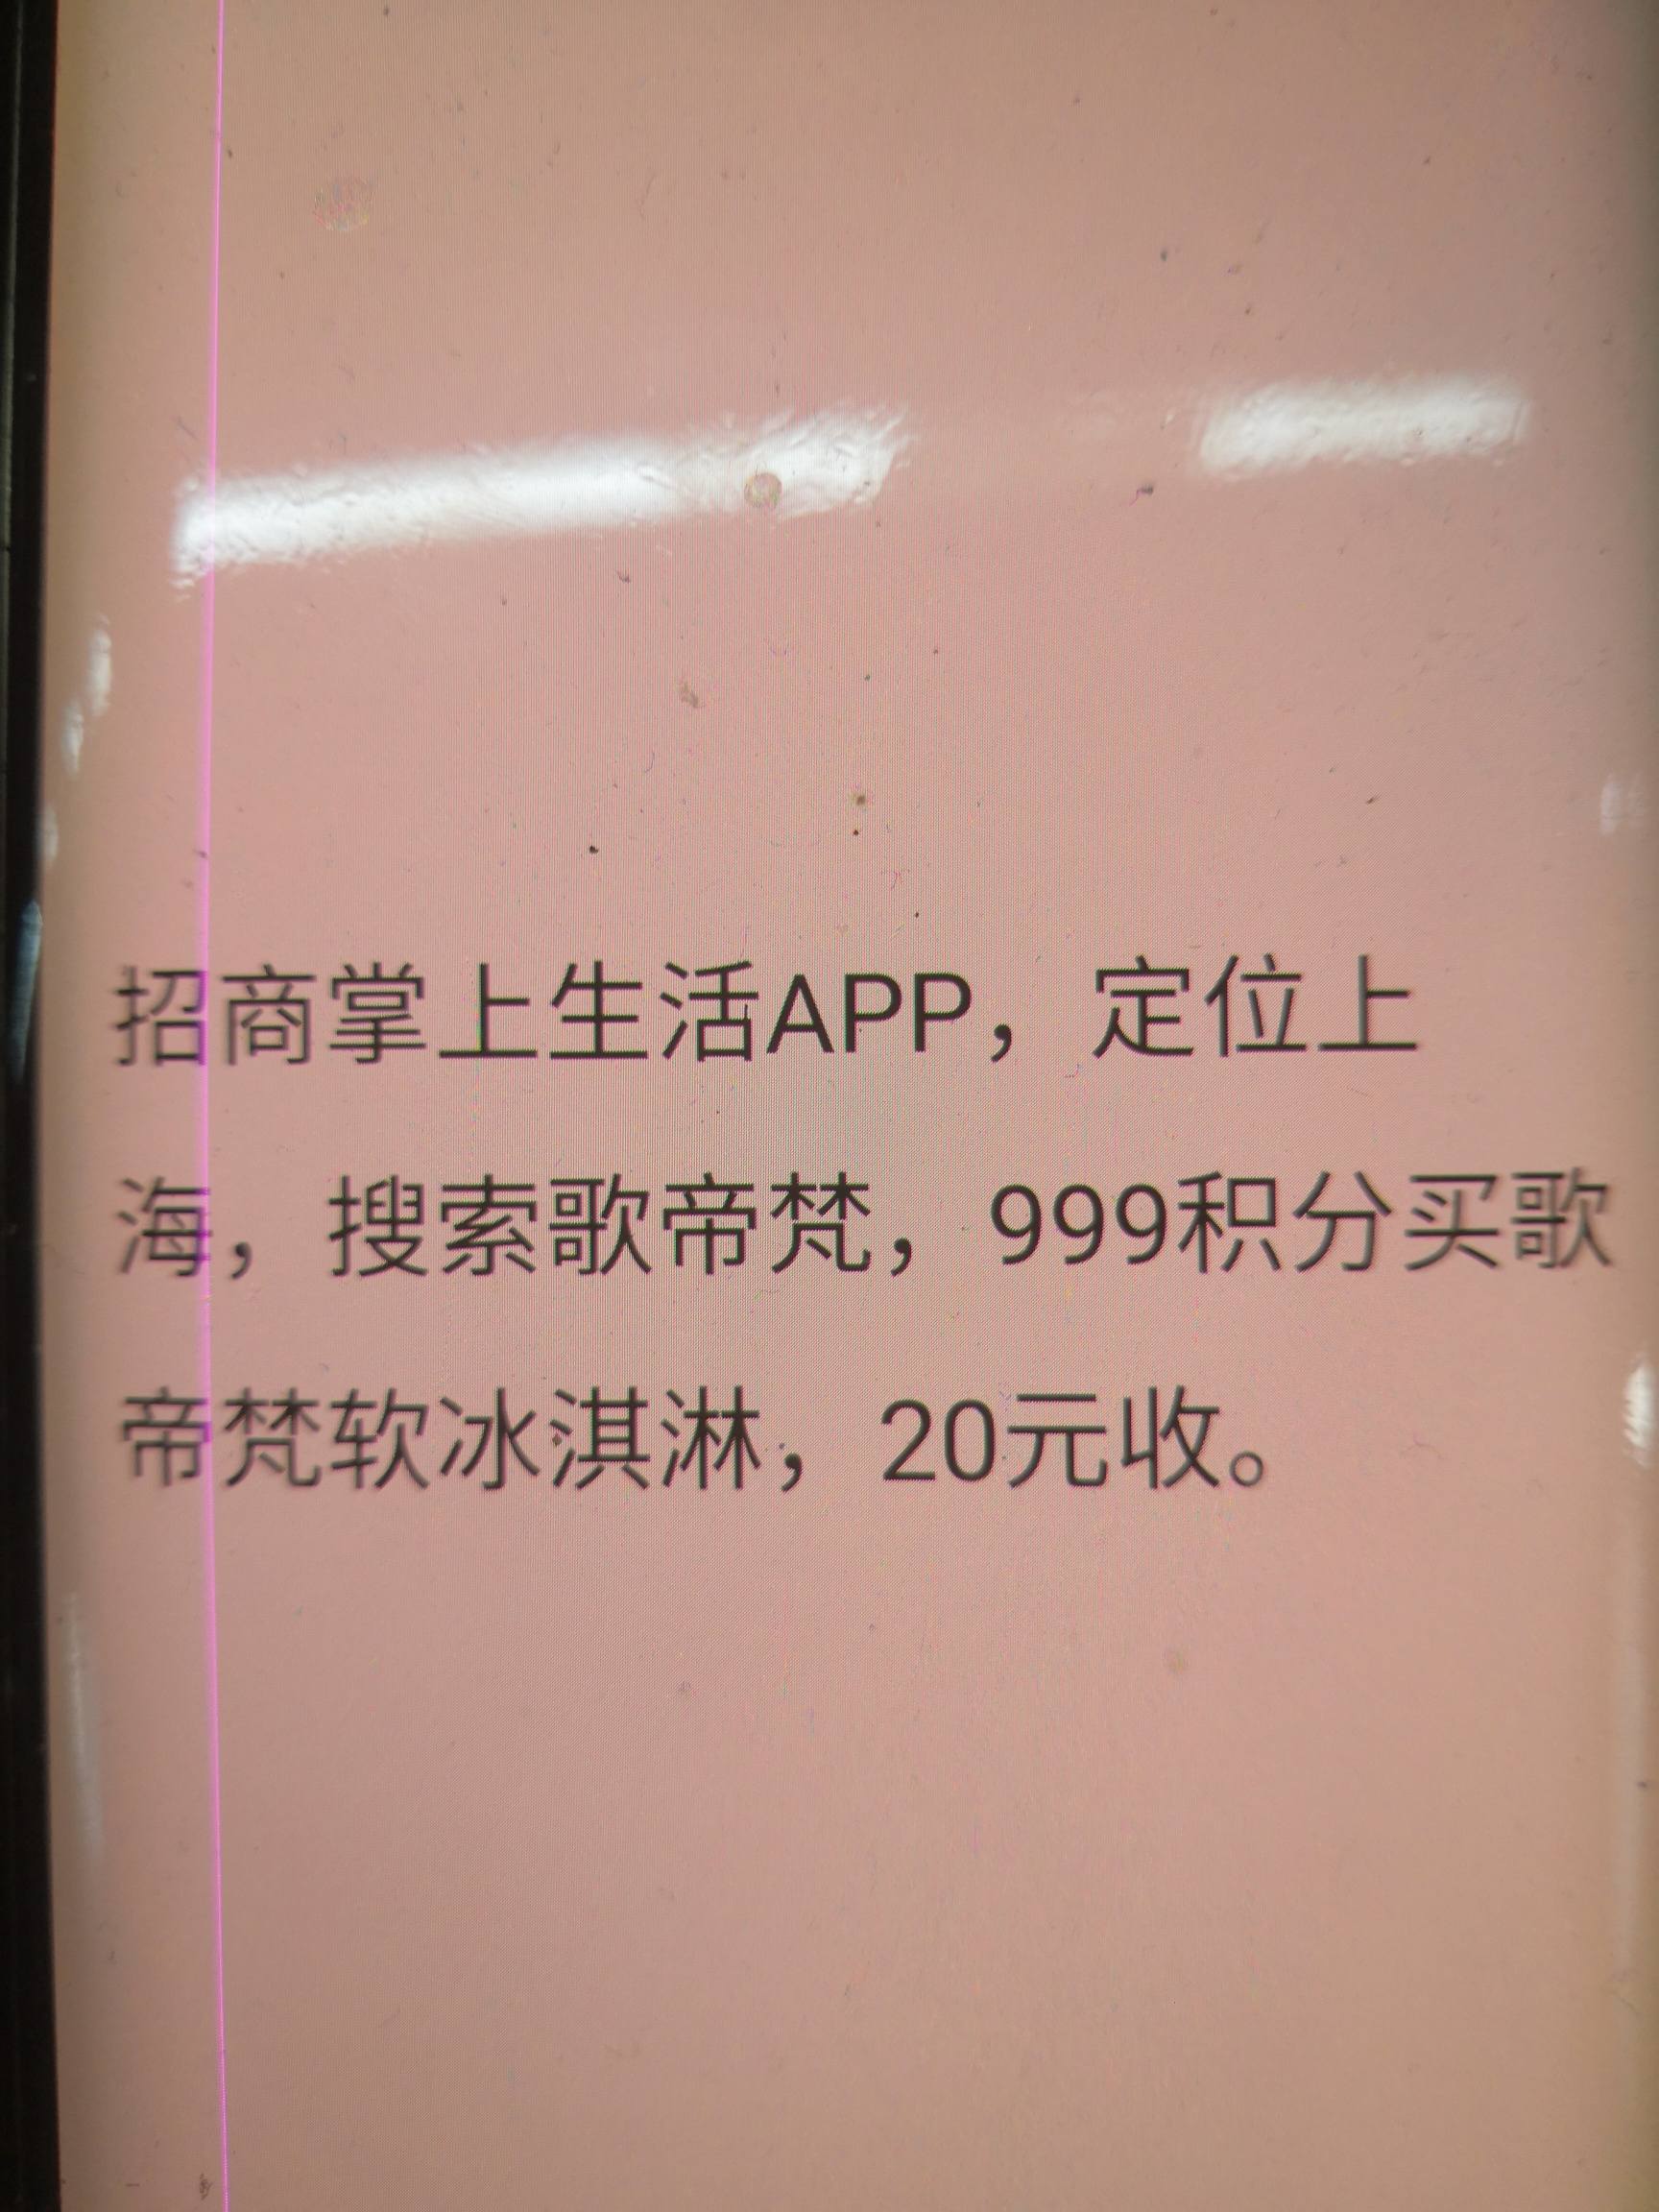 招商掌上生活APP，定位上
海，搜索歌帝梵，999积分买歌
帝梵软冰淇淋，20元收。